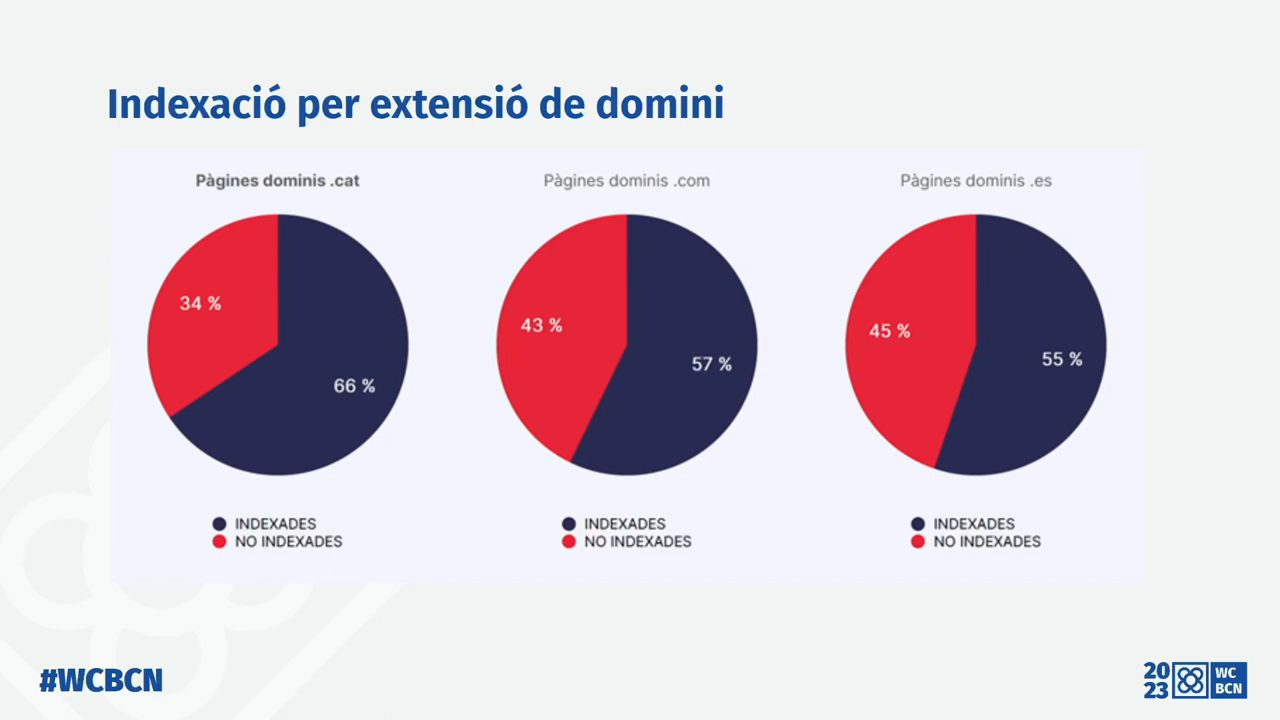 Indexació per extensió de domini
Pàgines dominis .cat
34 %
66 %
INDEXADES
NO INDEXADES
Pàgines dominis .com
43 %
57 %
INDEXADES
NO INDEXADES
Pàgines dominis .es
45 %
55 %
INDEXADES
NO INDEXADES
#WCBCN
20
23
WC
BCN